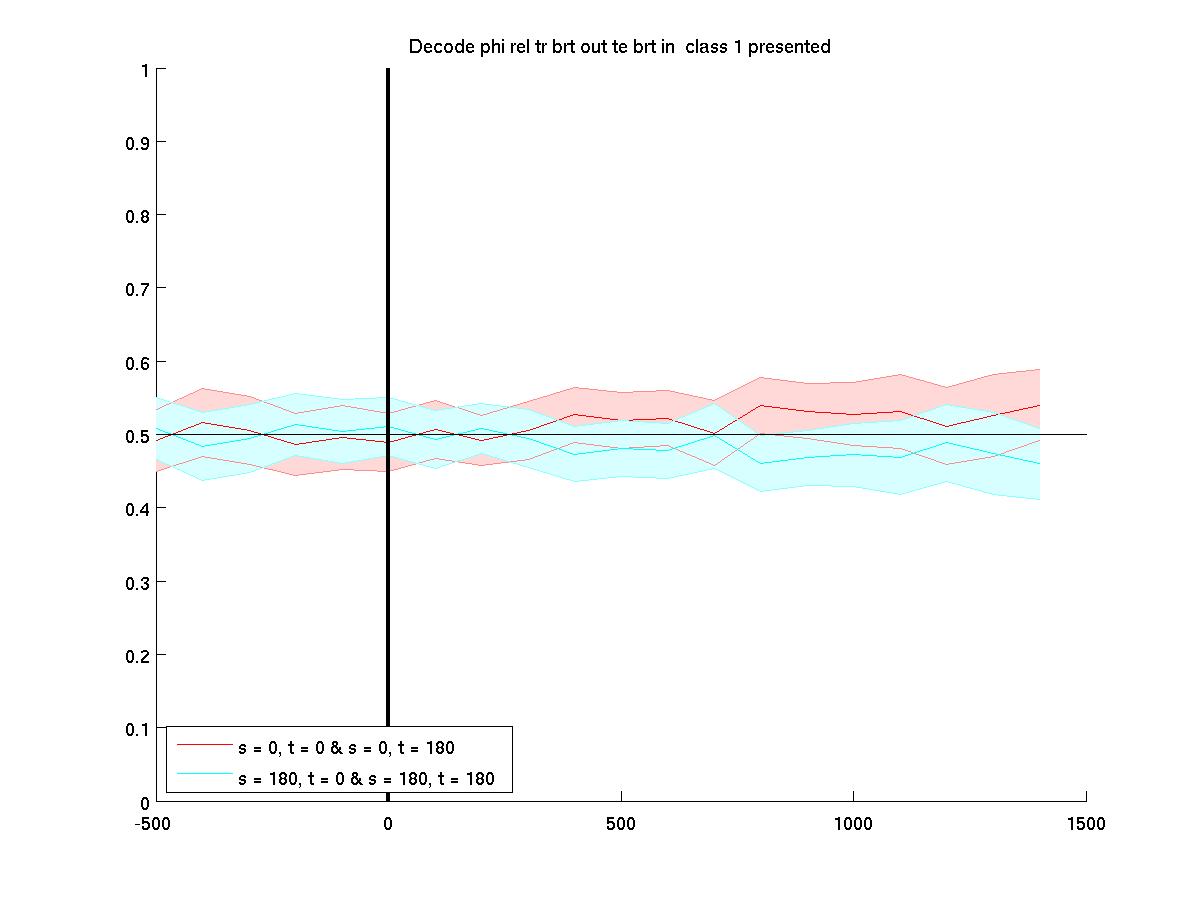 Decode phi rel tr brt out te brt in  class 1 presented
1
0.9
0.8
0.7
0.6
0.5
0.4
0.3
0.2
0.1
0
s = 0, t = 0 & s = 0, t = 180
s = 180, t = 0 & s = 180, t = 180
-500 0 500 1000 1500